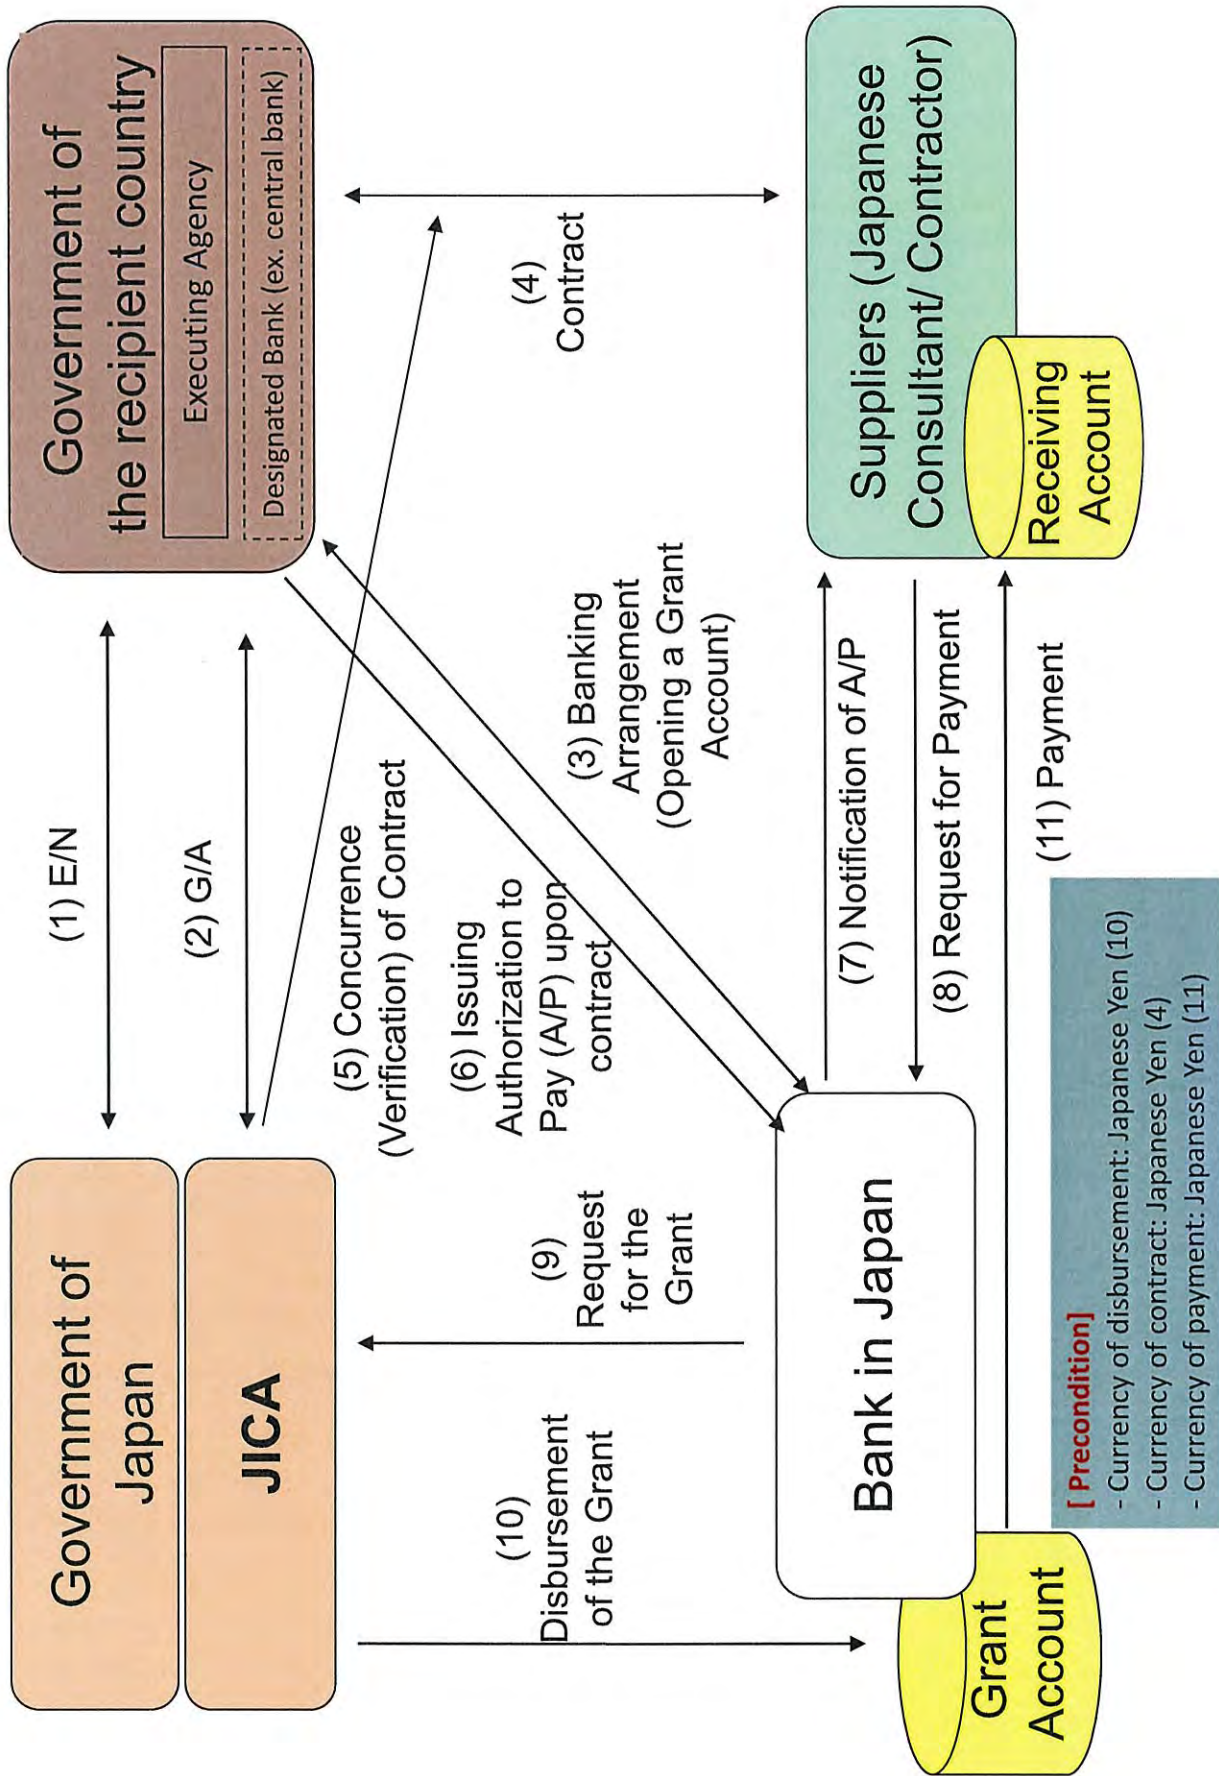 Government of
Japan
JICA
Government of
the recipient country
Executing Agency
Designated Bank (ex. central bank)
(1) E/N
(2) G/A
(5) Concurrence
(Verification) of Contract
(6) Issuing
Authorization to
Pay (A/P) upon
contract
(4)
Contract
(3) Banking
Arrangement
(Opening a Grant
Account)
(9)
Request
for the
Grant
(10)
Disbursement
of the Grant
Bank in Japan
Grant
Account
(7) Notification of A/P
(8) Request for Payment
(11) Payment
Suppliers (Japanese
Consultant/ Contractor)
Receiving
Account
[ Precondition]
- Currency of disbursement: Japanese Yen (10)
- Currency of contract: Japanese Yen (4)
- Currency of payment: Japanese Yen (11)